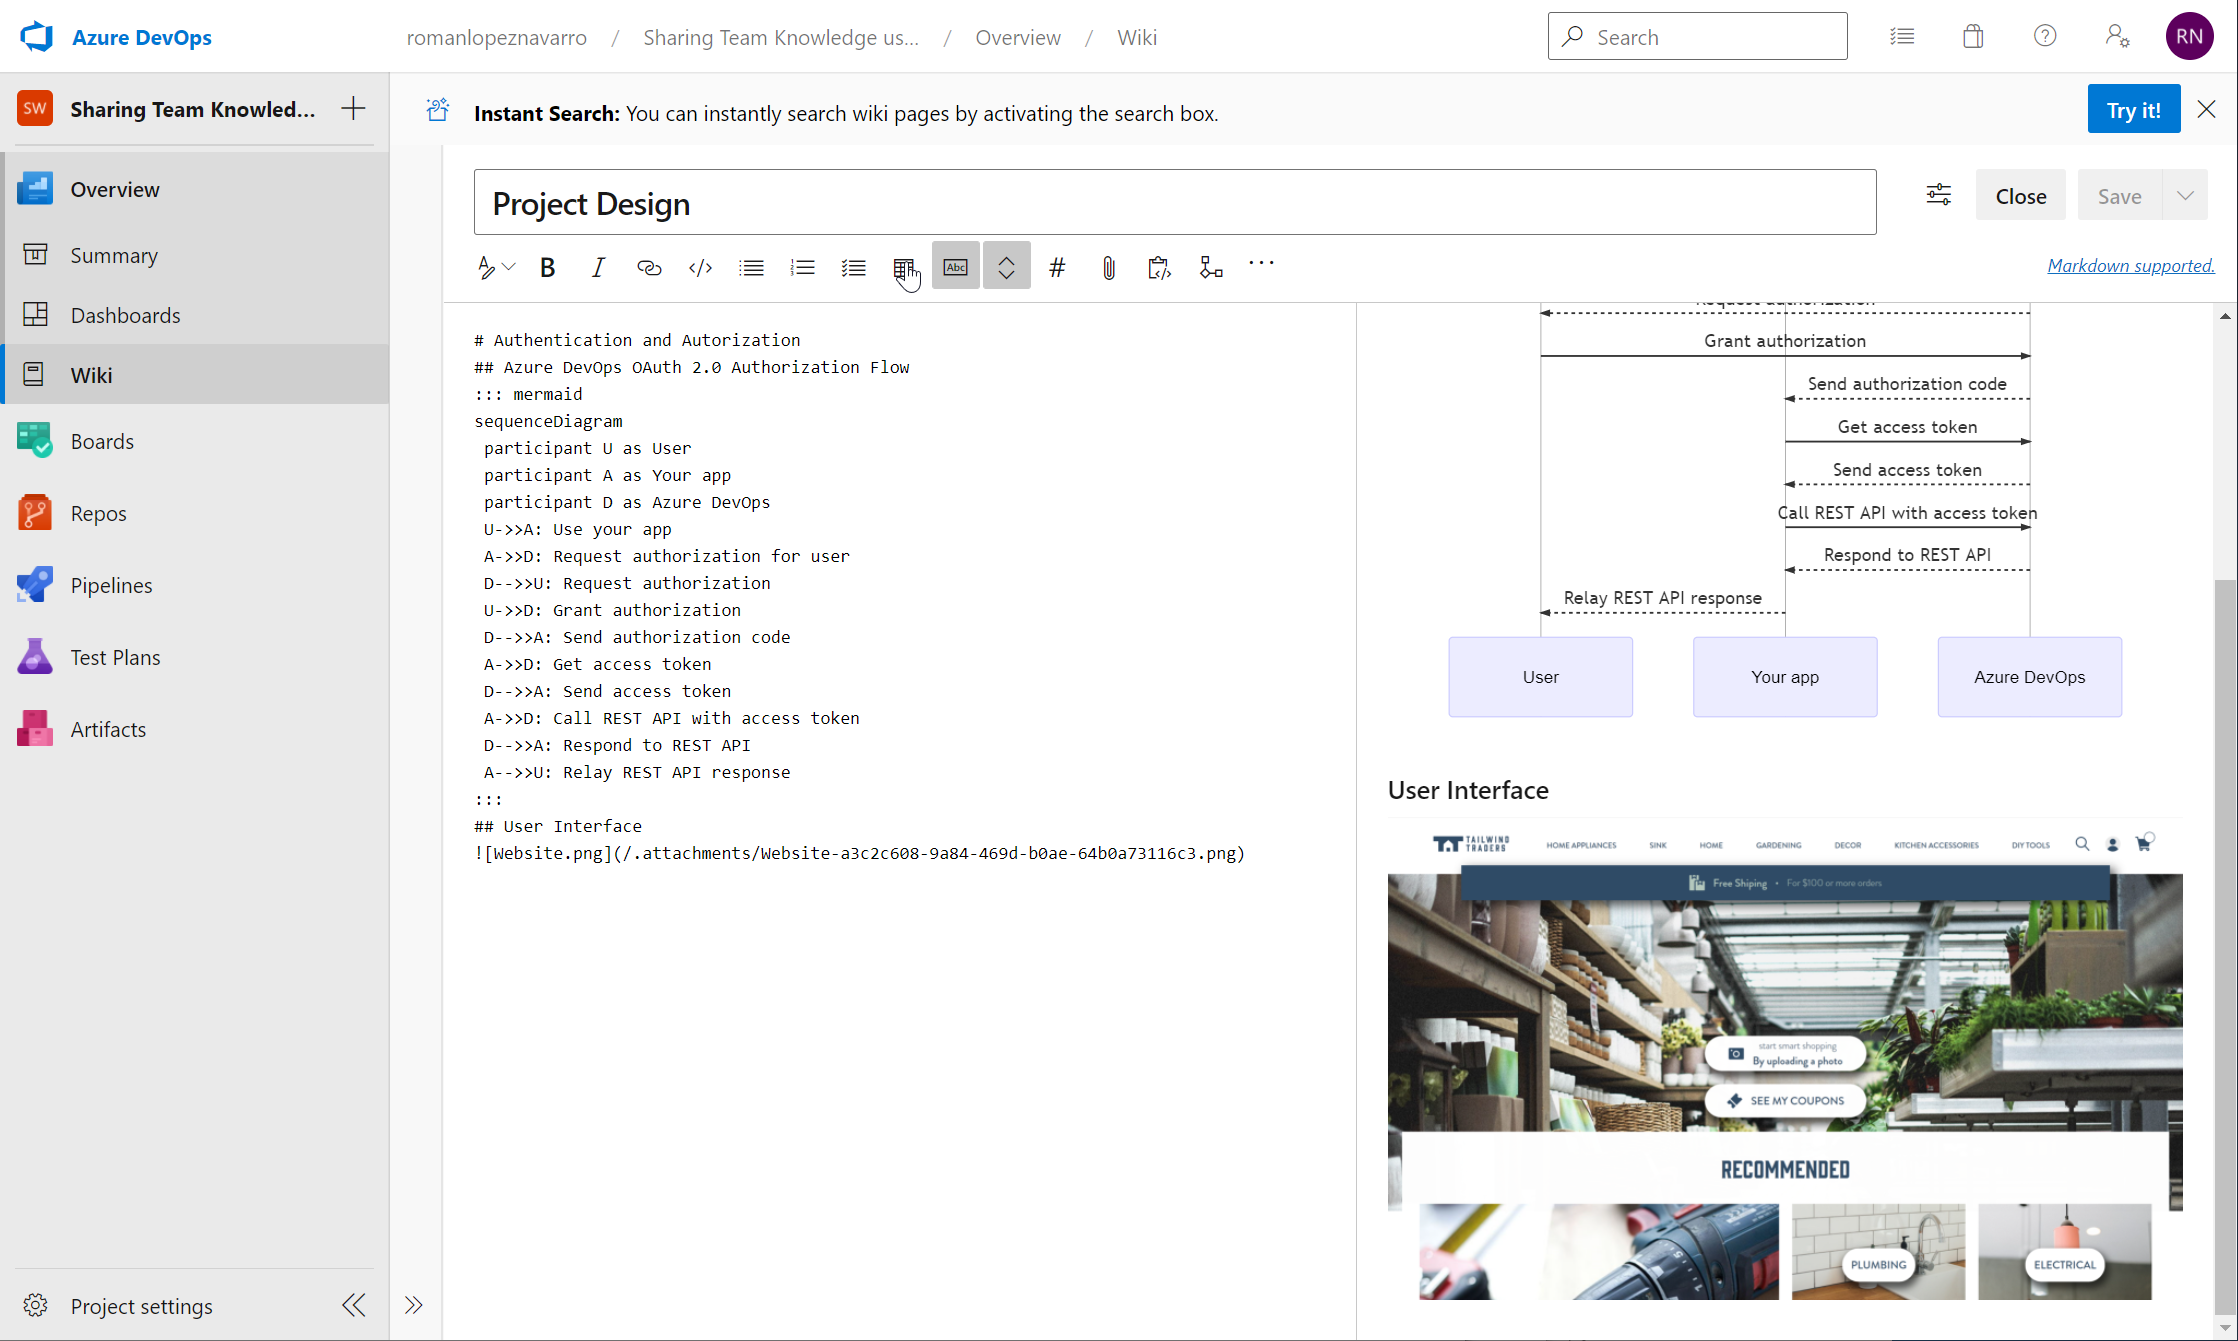 Azure DevOps
romanlopeznavarro / Sharing Team Knowledge us... / Overview / Wiki
Search
RN
SW Sharing Team Knowled...
Overview
Summary
Dashboards
Wiki
Boards
Repos
Pipelines
Test Plans
Artifacts
Project settings
Instant Search: You can instantly search wiki pages by activating the search box.
Try it!
Project Design
Close
Save
B I </> Abc # ...
Markdown supported.
# Authentication and Autorization
## Azure DevOps OAuth 2.0 Authorization Flow
::: mermaid
sequenceDiagram
participant U as User
participant A as Your app
participant D as Azure DevOps
U->>A: Use your app
A->>D: Request authorization for user
D-->>U: Request authorization
U->>D: Grant authorization
D-->>A: Send authorization code
A->>D: Get access token
D-->>A: Send access token
A->>D: Call REST API with access token
D-->>A: Respond to REST API
A-->>U: Relay REST API response
:::
## User Interface
![Website.png](/.attachments/Website-a3c2c608-9a84-469d-b0ae-64b0a73116c3.png)
Request authorization
Grant authorization
Send authorization code
Get access token
Send access token
Call REST API with access token
Respond to REST API
Relay REST API response
User
Your app
Azure DevOps
User Interface
TAILWIND
TRADERS
HOME APPLIANCES SINK HOME GARDENING DECOR KITCHEN ACCESSORIES DIY TOOLS
Free Shiping • For $100 or more orders
start smart shopping
By uploading a photo
SEE MY COUPONS
RECOMMENDED
PLUMBING
ELECTRICAL